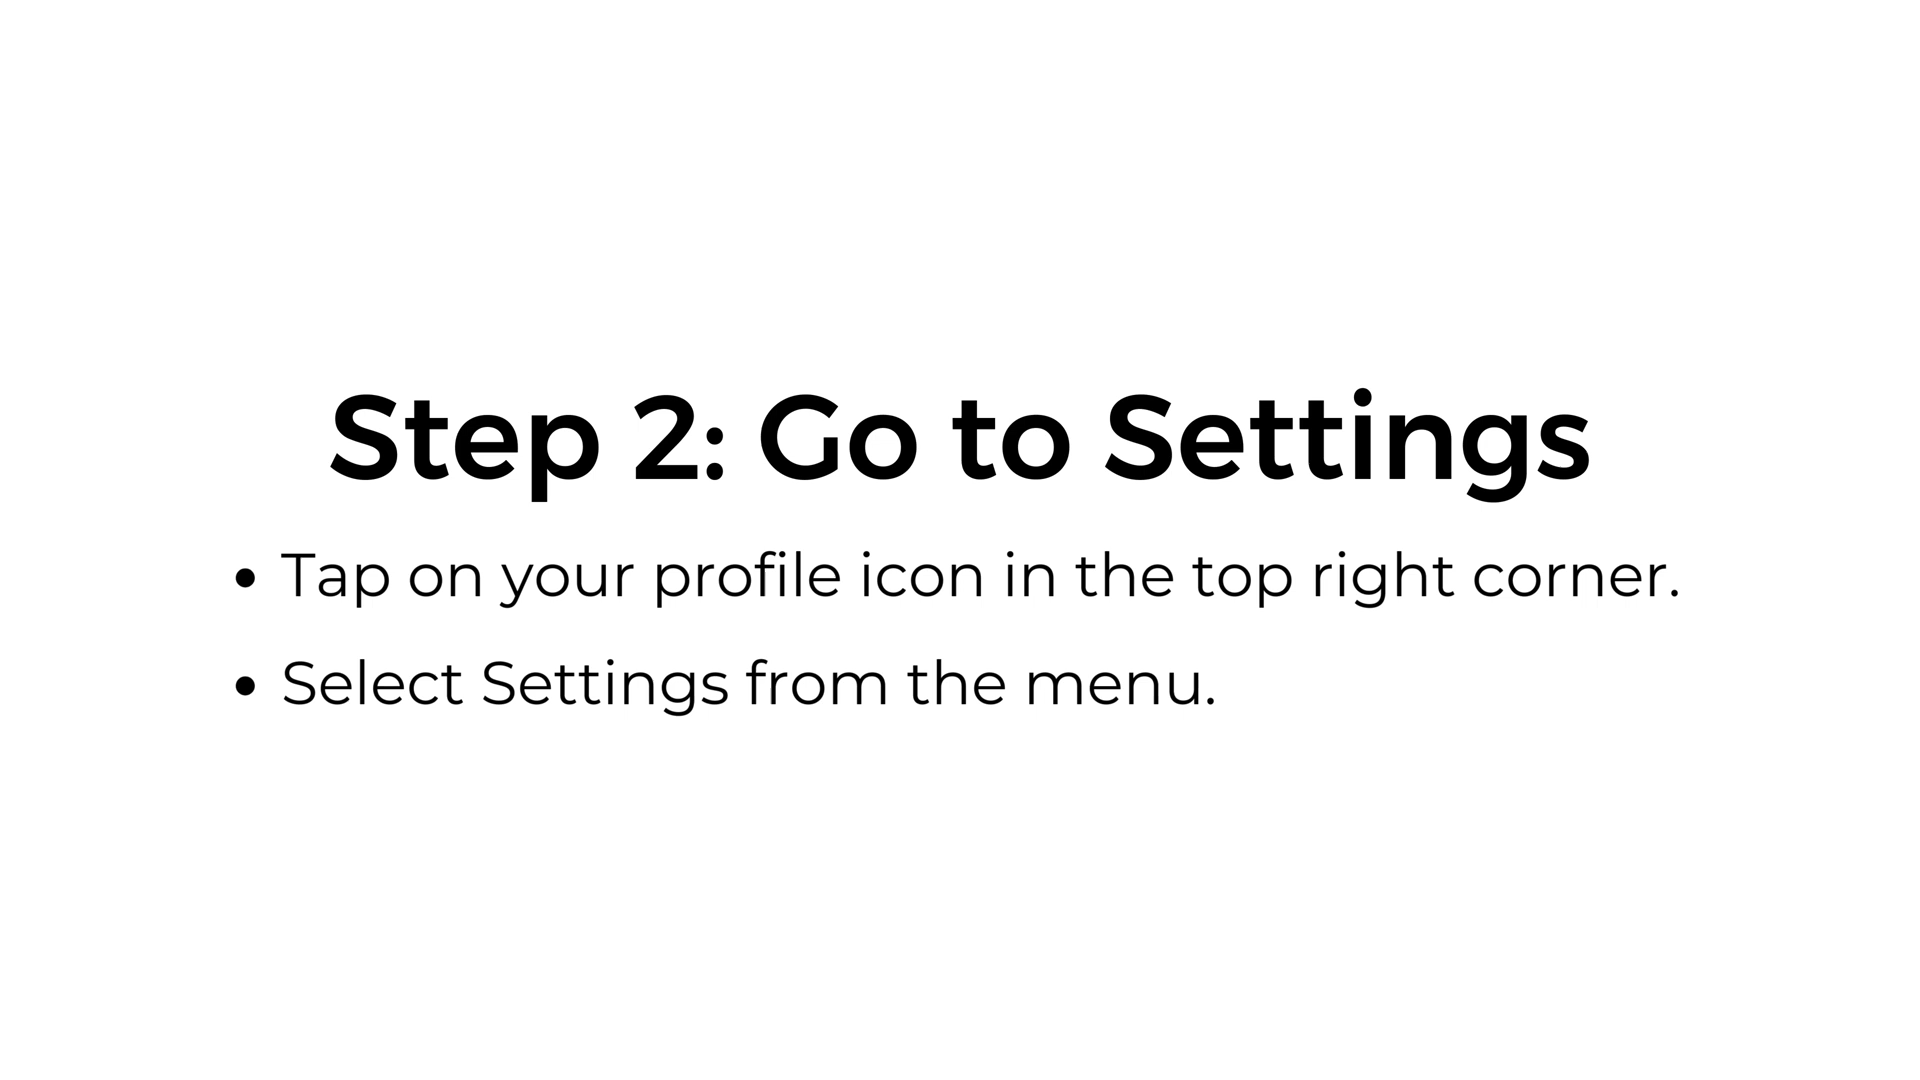 Step 2: Go to Settings
• Tap on your profile icon in the top right corner.
• Select Settings from the menu.